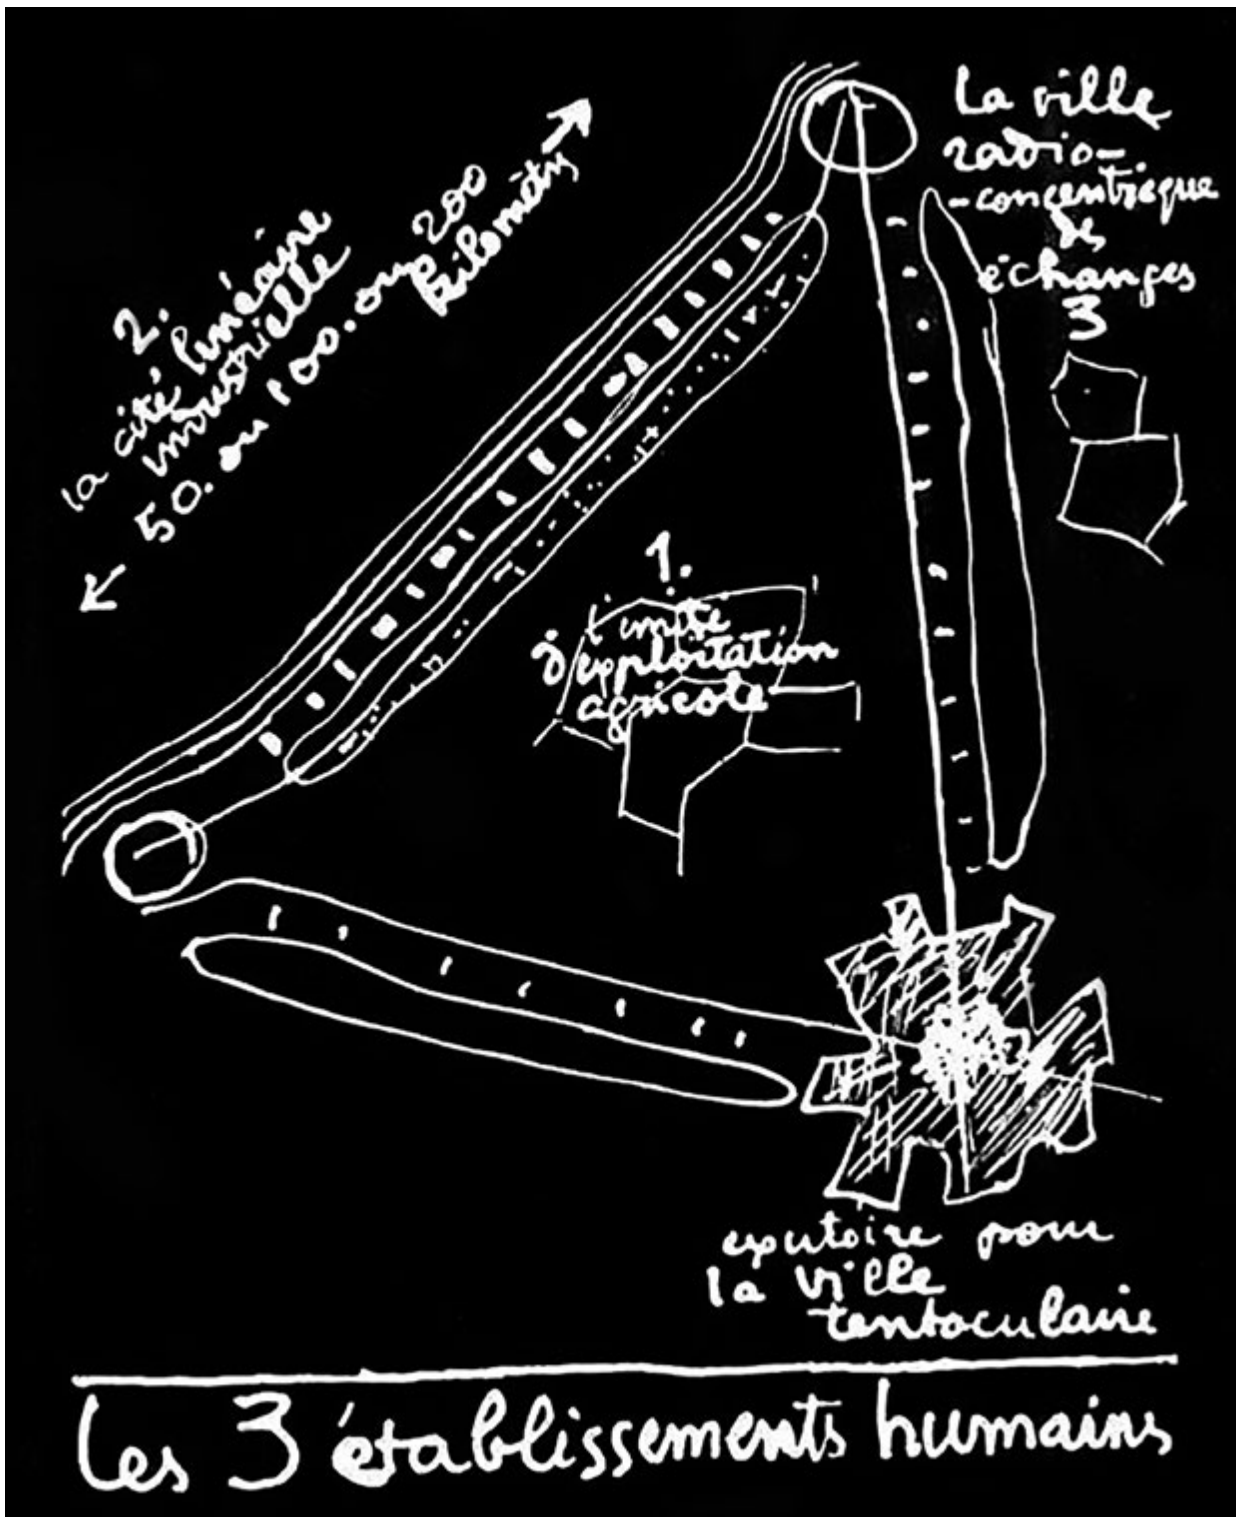 la ville
radio-
-concentrique
des
échanges
3
2.
la cité linéaire
industrielle
50. ou 100. ou 200
kilomètres
1.
l'unité
d'exploitation
agricole
exutoire pour
la ville
tentaculaire
les 3 établissements humains